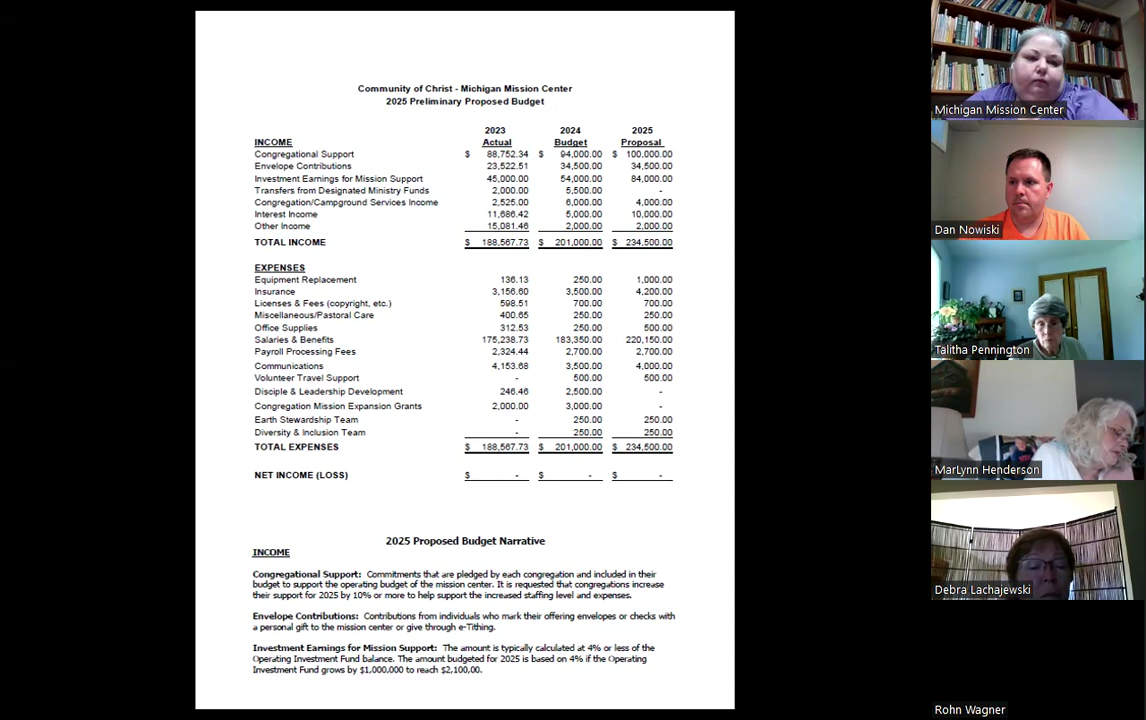 Community of Christ - Michigan Mission Center
2025 Preliminary Proposed Budget
2023 2024 2025
INCOME Actual Budget Proposal
Congregational Support $ 88,752.34 $ 94,000.00 $ 100,000.00
Envelope Contributions 23,522.51 34,500.00 34,500.00
Investment Earnings for Mission Support 45,000.00 54,000.00 84,000.00
Transfers from Designated Ministry Funds 2,000.00 5,500.00 -
Congregation/Campground Services Income 2,525.00 6,000.00 4,000.00
Interest Income 11,686.42 5,000.00 10,000.00
Other Income 15,081.46 2,000.00 2,000.00
TOTAL INCOME $ 188,567.73 $ 201,000.00 $ 234,500.00
EXPENSES
Equipment Replacement 136.13 250.00 1,000.00
Insurance 3,156.60 3,500.00 4,200.00
Licenses & Fees (copyright, etc.) 598.51 700.00 700.00
Miscellaneous/Pastoral Care 400.65 250.00 250.00
Office Supplies 312.53 250.00 500.00
Salaries & Benefits 175,238.73 183,350.00 220,150.00
Payroll Processing Fees 2,324.44 2,700.00 2,700.00
Communications 4,153.68 3,500.00 4,000.00
Volunteer Travel Support - 500.00 500.00
Disciple & Leadership Development 246.46 2,500.00 -
Congregation Mission Expansion Grants 2,000.00 3,000.00 -
Earth Stewardship Team - 250.00 250.00
Diversity & Inclusion Team - 250.00 250.00
TOTAL EXPENSES $ 188,567.73 $ 201,000.00 $ 234,500.00
NET INCOME (LOSS) $ - $ - $ -
2025 Proposed Budget Narrative
INCOME
Congregational Support: Commitments that are pledged by each congregation and included in their
budget to support the operating budget of the mission center. It is requested that congregations increase
their support for 2025 by 10% or more to help support the increased staffing level and expenses.
Envelope Contributions: Contributions from individuals who mark their offering envelopes or checks with
a personal gift to the mission center or give through e-Tithing.
Investment Earnings for Mission Support: The amount is typically calculated at 4% or less of the
Operating Investment Fund balance. The amount budgeted for 2025 is based on 4% if the Operating
Investment Fund grows by $1,000,000 to reach $2,100,00.
Michigan Mission Center
Dan Nowiski
Talitha Pennington
MarLynn Henderson
Debra Lachajewski
Rohn Wagner